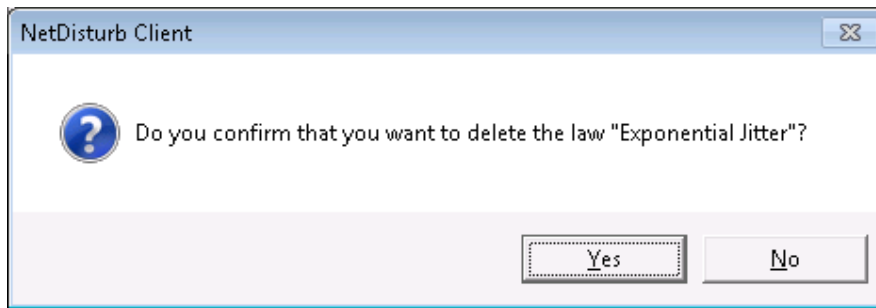 NetDisturb Client
Do you confirm that you want to delete the law "Exponential Jitter"?
Yes
No